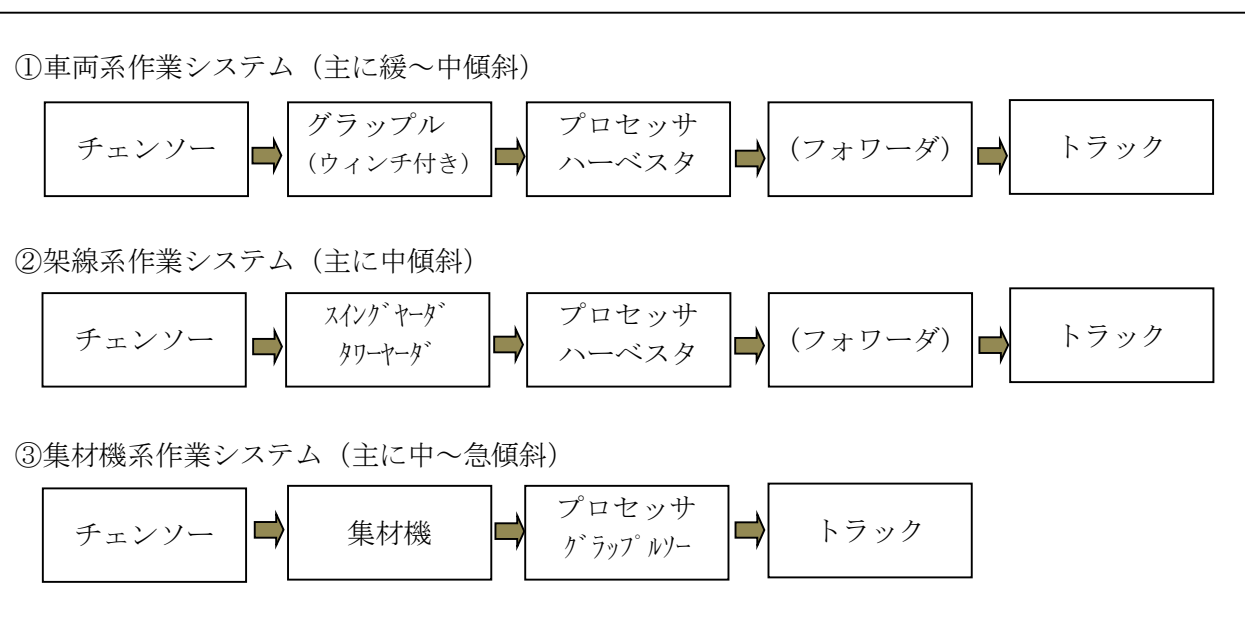 ①車両系作業システム（主に緩～中傾斜）
チェンソー
グラップル
(ウィンチ付き)
プロセッサ
ハーベスタ
(フォワーダ)
トラック
②架線系作業システム（主に中傾斜）
チェンソー
ｽｲﾝｸﾞﾔｰﾀﾞ
ﾀﾜｰﾔｰﾀﾞ
プロセッサ
ハーベスタ
(フォワーダ)
トラック
③集材機系作業システム（主に中～急傾斜）
チェンソー
集材機
プロセッサ
ｸﾞﾗｯﾌﾟﾙｿｰ
トラック